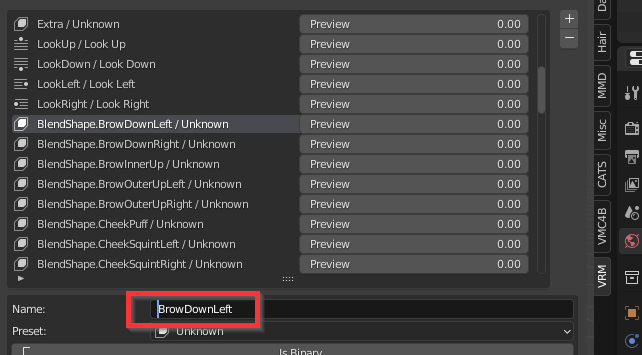 Extra / Unknown Preview 0.00 +
LookUp / Look Up Preview 0.00 −
LookDown / Look Down Preview 0.00
LookLeft / Look Left Preview 0.00
LookRight / Look Right Preview 0.00
BlendShape.BrowDownLeft / Unknown Preview 0.00
BlendShape.BrowDownRight / Unknown Preview 0.00
BlendShape.BrowInnerUp / Unknown Preview 0.00
BlendShape.BrowOuterUpLeft / Unknown Preview 0.00
BlendShape.BrowOuterUpRight / Unknown Preview 0.00
BlendShape.CheekPuff / Unknown Preview 0.00
BlendShape.CheekSquintLeft / Unknown Preview 0.00
BlendShape.CheekSquintRight / Unknown Preview 0.00
Name: BrowDownLeft
Preset: Unknown
Is Binary
Hair
MMD
Misc
CATS
VMC4B
VRM